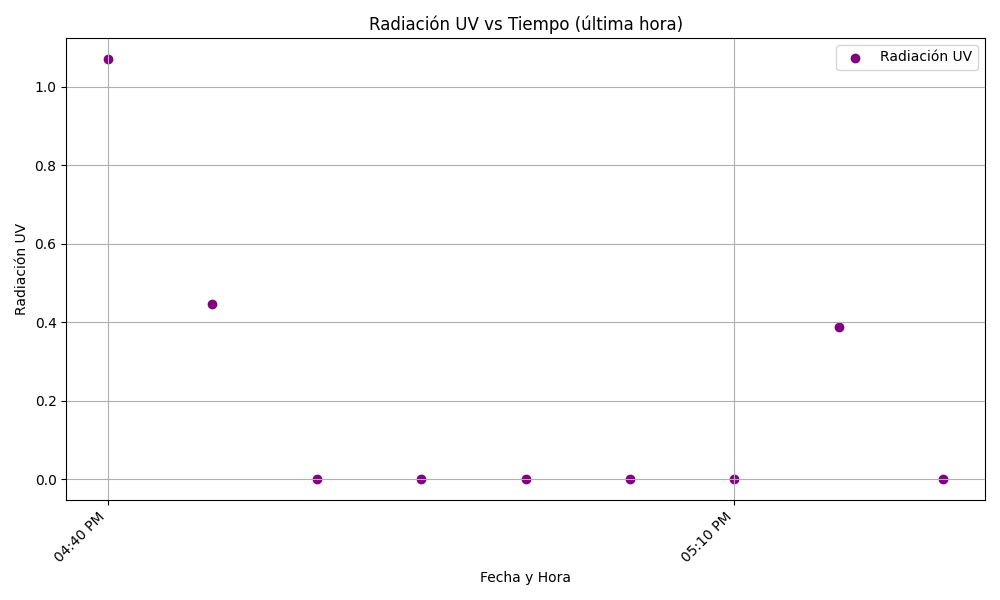 Radiación UV vs Tiempo (última hora)
Radiación UV
1.0
0.8
0.6
0.4
0.2
0.0
Radiación UV
04:40 PM
05:10 PM
Fecha y Hora